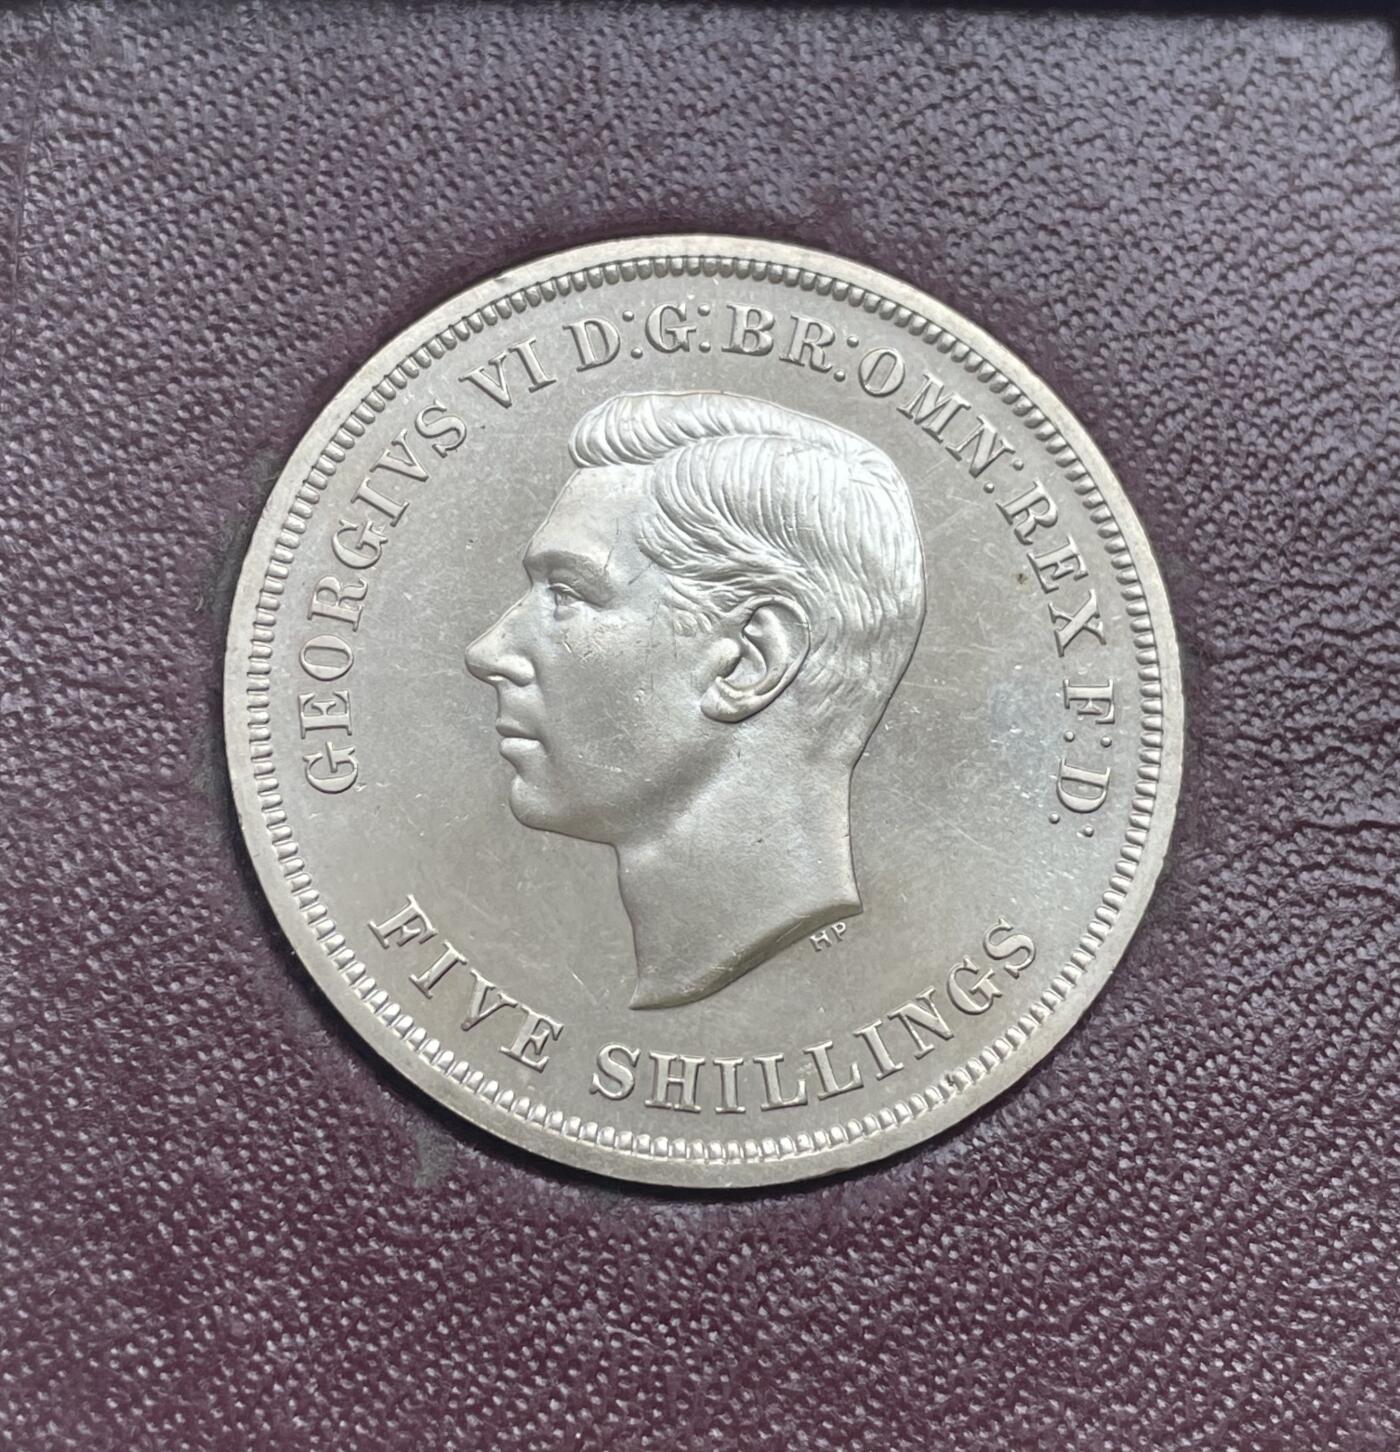 GEORGIVS VI D:G:BR:OMN:REX F:D:
HP
FIVE SHILLINGS